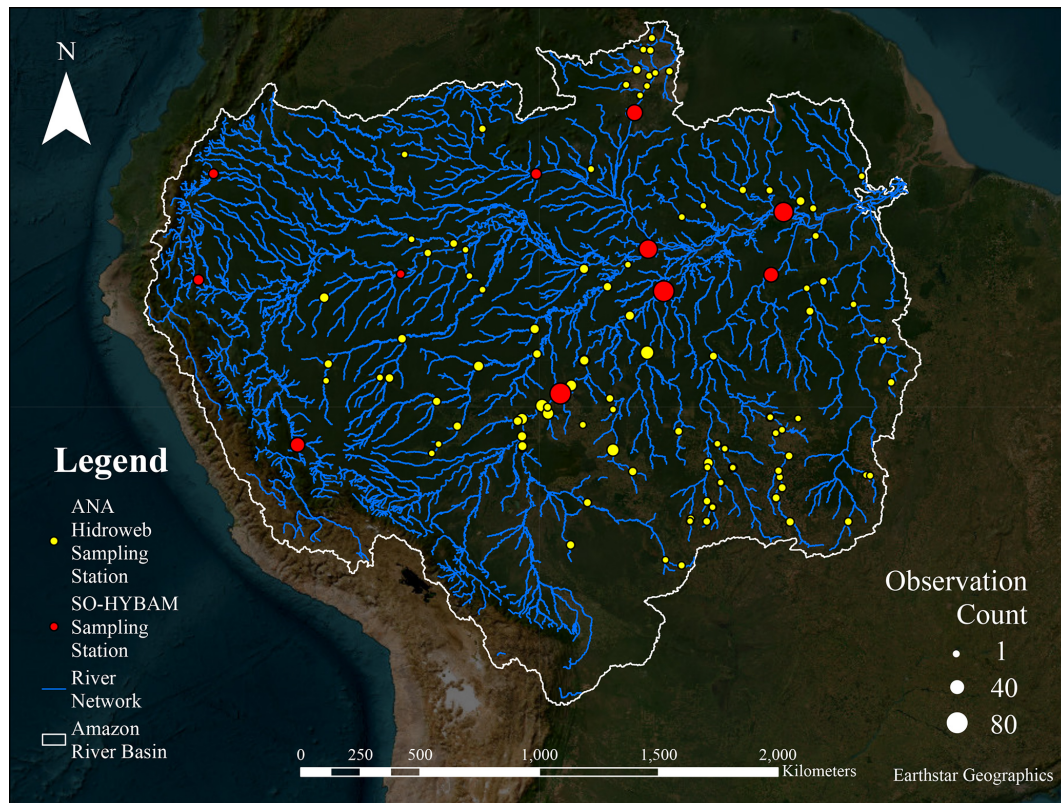 N
Legend
ANA
Hidroweb
Sampling
Station
SO-HYBAM
Sampling
Station
River
Network
Amazon
River Basin
Observation
Count
1
40
80
0 250 500 1,000 1,500 2,000
Kilometers
Earthstar Geographics